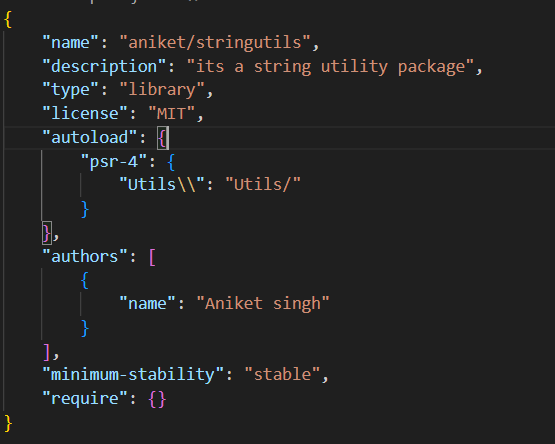 {
    "name": "aniket/stringutils",
    "description": "its a string utility package",
    "type": "library",
    "license": "MIT",
    "autoload": {
        "psr-4": {
            "Utils\\": "Utils/"
        }
    },
    "authors": [
        {
            "name": "Aniket singh"
        }
    ],
    "minimum-stability": "stable",
    "require": {}
}